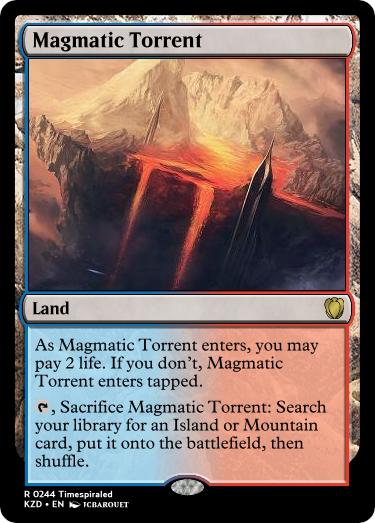 Magmatic Torrent
Land
As Magmatic Torrent enters, you may
pay 2 life. If you don't, Magmatic
Torrent enters tapped.
, Sacrifice Magmatic Torrent: Search
your library for an Island or Mountain
card, put it onto the battlefield, then
shuffle.
R 0244 Timespiraled
KZD • EN JCBAROUET